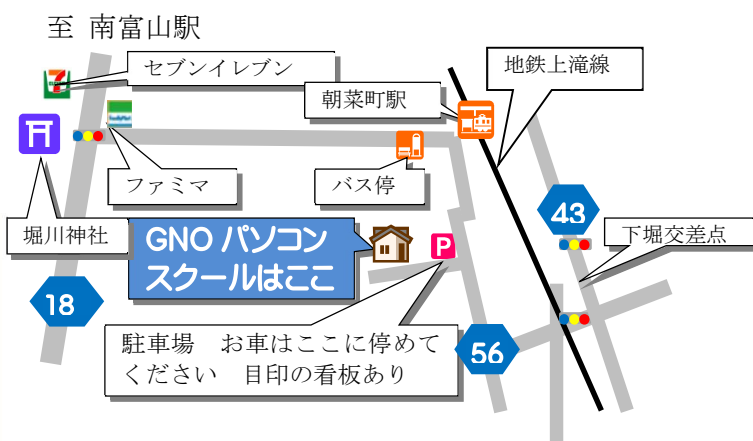 至 南富山駅
セブンイレブン
地鉄上滝線
朝菜町駅
ファミマ
バス停
堀川神社
GNO パソコン
スクールはここ
P
43
下堀交差点
18
駐車場 お車はここに停めて
ください 目印の看板あり
56